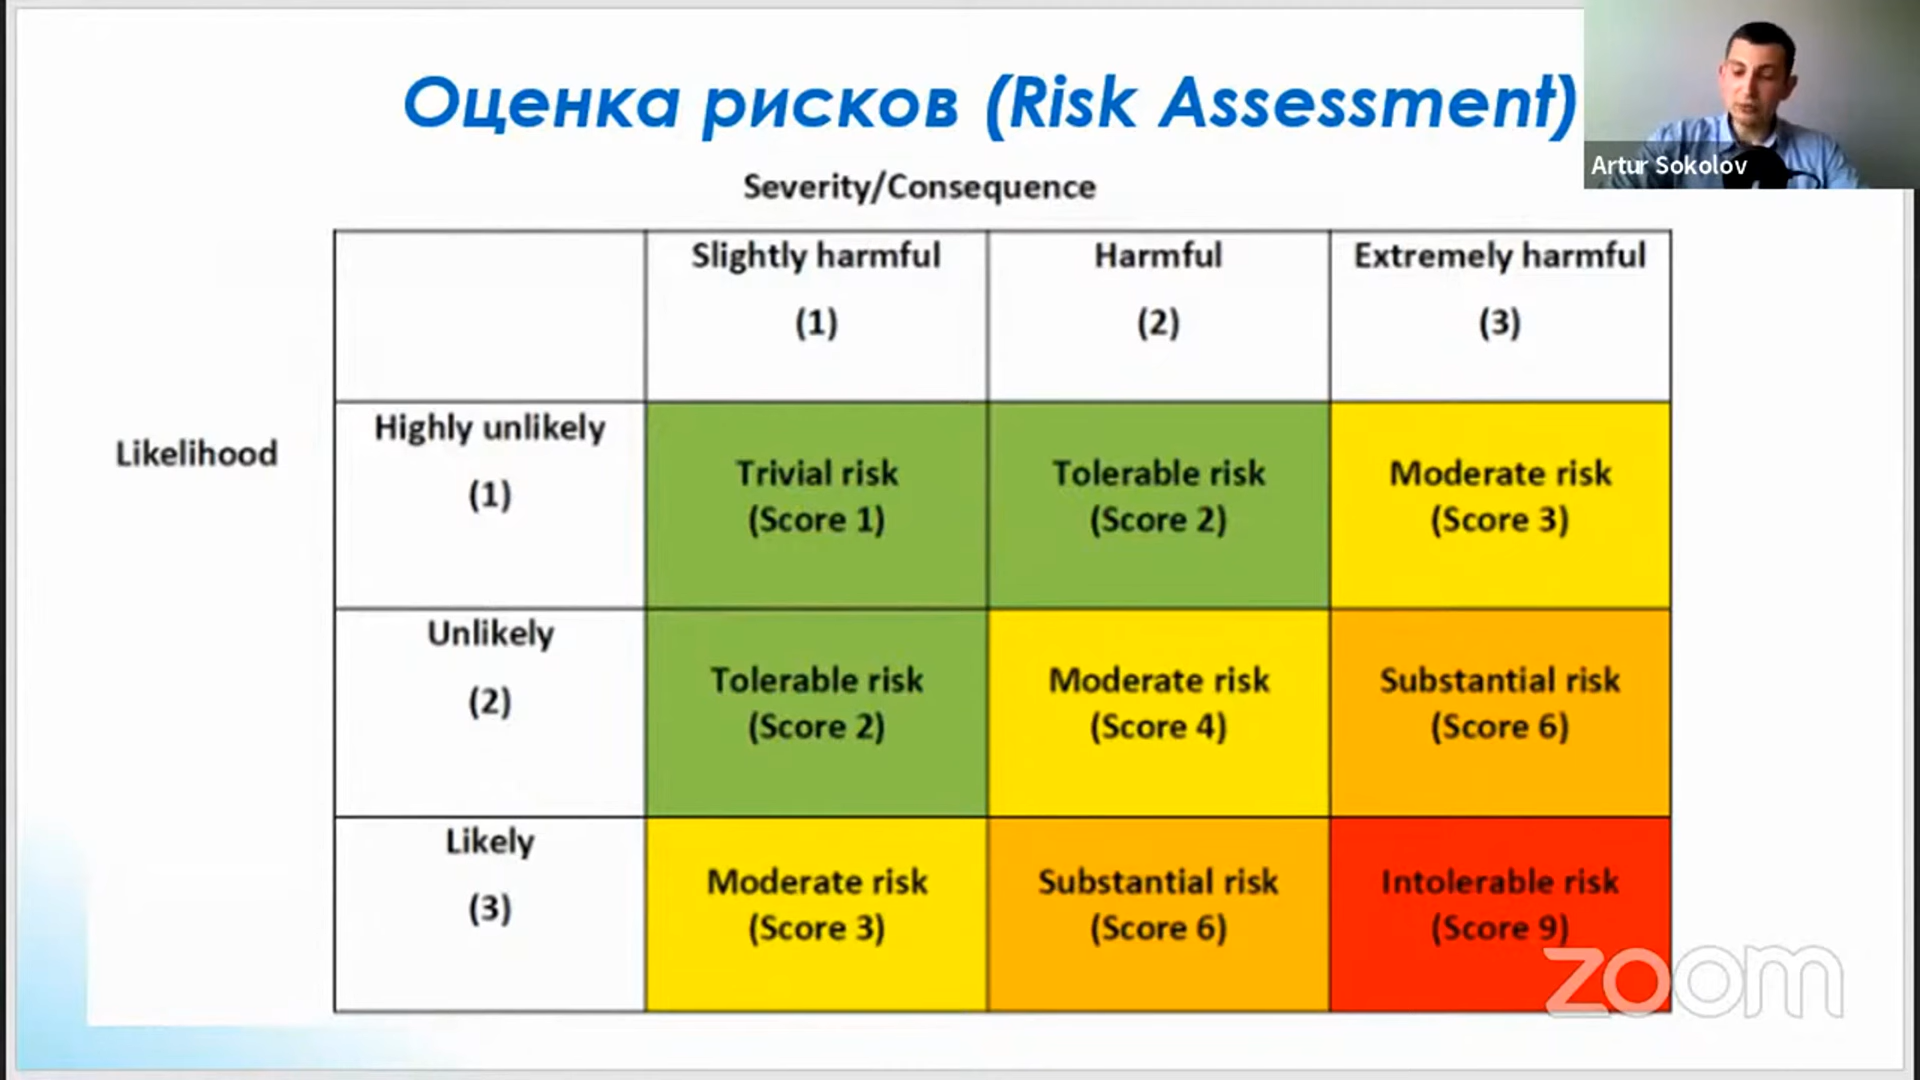 Оценка рисков (Risk Assessment)
Artur Sokolov
Severity/Consequence
Slightly harmful
(1)
Harmful
(2)
Extremely harmful
(3)
Likelihood
Highly unlikely
(1)
Trivial risk
(Score 1)
Tolerable risk
(Score 2)
Moderate risk
(Score 3)
Unlikely
(2)
Tolerable risk
(Score 2)
Moderate risk
(Score 4)
Substantial risk
(Score 6)
Likely
(3)
Moderate risk
(Score 3)
Substantial risk
(Score 6)
Intolerable risk
(Score 9)
zoom